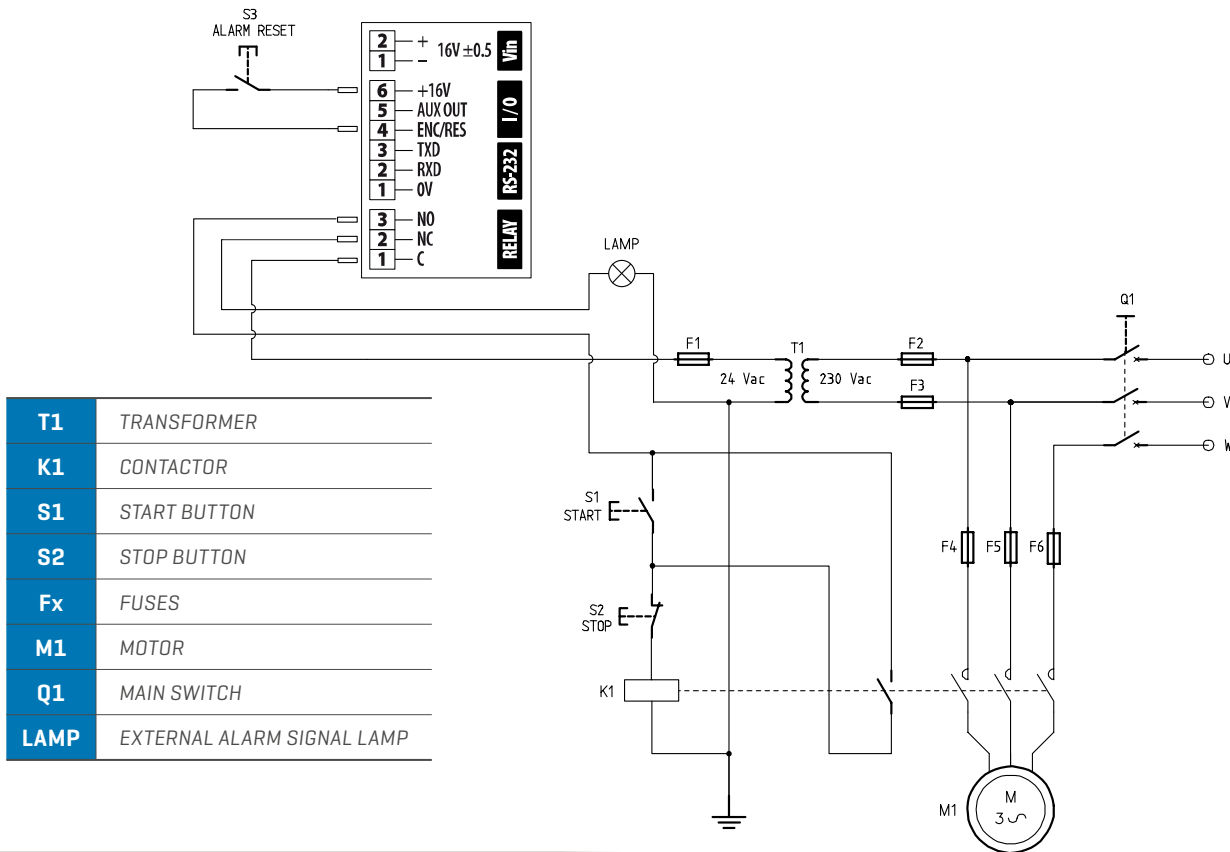 S3
ALARM RESET
2 + 16V ±0.5 Vin
1 −
6 +16V I/O
5 AUX OUT
4 ENC/RES
3 TXD RS-232
2 RXD
1 0V
3 NO RELAY
2 NC
1 C
LAMP
Q1
F1 T1 F2 U
24 Vac 230 Vac
F3 V
W
T1 TRANSFORMER
K1 CONTACTOR
S1 START BUTTON
S2 STOP BUTTON
Fx FUSES
M1 MOTOR
Q1 MAIN SWITCH
LAMP EXTERNAL ALARM SIGNAL LAMP
S1
START
F4 F5 F6
S2
STOP
K1
M1 M
3